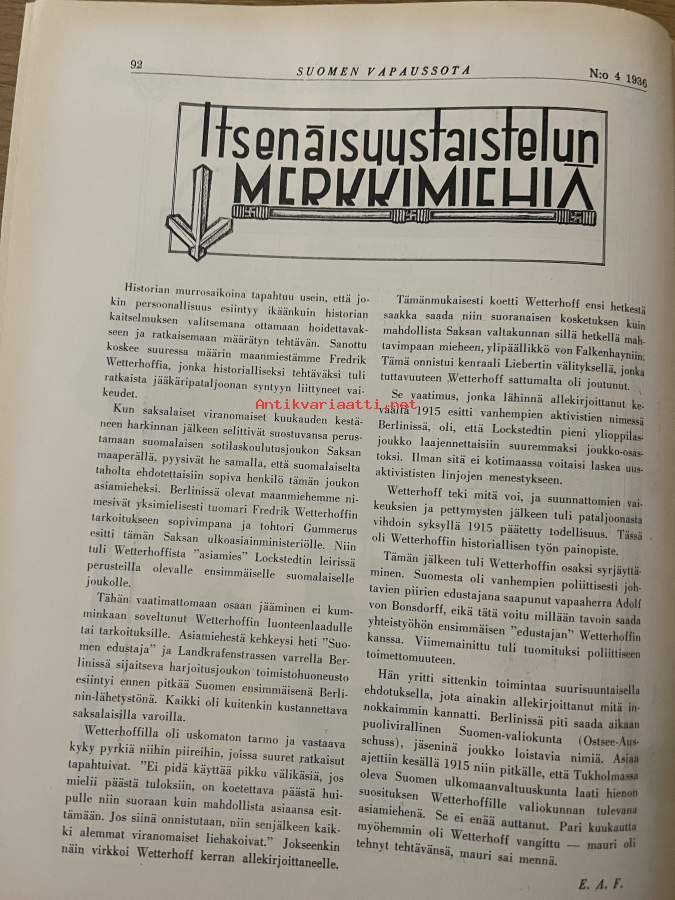 92
SUOMEN VAPAUSSOTA
N:o 4 1936
Itsenäisyystaistelun
MERKKIMIEHIÄ
Historian murrosaikoina tapahtuu usein, että jo-
kin persoonallisuus esiintyy ikäänkuin historian
kaitselmuksen valitsemana ottamaan hoidettavak-
seen ja ratkaisemaan määrätyn tehtävän. Sanottu
koskee suuressa määrin maanmiestämme Fredrik
Wetterhoffia, jonka historialliseksi tehtäväksi tuli
ratkaista jääkäripataljoonan syntyyn liittyneet vai-
keudet.
Kun saksalaiset viranomaiset kuukauden kestä-
neen harkinnan jälkeen selittivät suostuvansa perus-
tamaan suomalaisen sotilaskoulutusjoukon Saksan
maaperällä, pyysivät he samalla, että suomalaiselta
taholta ehdotettaisiin sopiva henkilö tämän joukon
asiamieheksi. Berlinissä olevat maanmiehemme ni-
mesivät yksimielisesti tuomari Fredrik Wetterhoffin
tarkoitukseen sopivimpana ja tohtori Gummerus
esitti tämän Saksan ulkoasiainministeriölle. Niin
tuli Wetterhoffista "asiamies" Lockstedtin leirissä
perusteilla olevalle ensimmäiselle suomalaiselle
joukolle.
Tähän vaatimattomaan osaan jääminen ei kum-
minkaan soveltunut Wetterhoffin luonteenlaadulle
tai tarkoituksille. Asiamiehestä kehkeysi heti "Suo-
men edustaja" ja Landkrafenstrassen varrella Ber-
linissä sijaitseva harjoitusjoukon toimistohuoneusto
esiintyi ennen pitkää Suomen ensimmäisenä Berli-
nin-lähetystönä. Kaikki oli kuitenkin kustannettava
saksalaisilla varoilla.
Wetterhoffilla oli uskomaton tarmo ja vastaava
kyky pyrkiä niihin piireihin, joissa suuret ratkaisut
tapahtuivat. "Ei pidä käyttää pikku välikäsiä, jos
mielii päästä tuloksiin, on koetettava päästä hui-
pulle niin suoraan kuin mahdollista asiaansa esit-
tämään. Jos siinä onnistutaan, niin senjälkeen kaik-
ki alemmat viranomaiset liehakoivat." Jokseenkin
näin virkkoi Wetterhoff kerran allekirjoittaneelle.
Tämänmukaisesti koetti Wetterhoff ensi hetkestä
saakka saada niin suoranaisen kosketuksen kuin
mahdollista Saksan valtakunnan sillä hetkellä mah-
tavimpaan mieheen, ylipäällikkö von Falkenhayniin.
Tämä onnistui kenraali Liebertin välityksellä, jonka
tuttavuuteen Wetterhoff sattumalta oli joutunut.
Se vaatimus, jonka lähinnä allekirjoittanut ke-
väällä 1915 esitti vanhempien aktivistien nimessä
Berlinissä, oli, että Lockstedtin pieni ylioppilas-
joukko laajennettaisiin suuremmaksi joukko-osas-
toksi. Ilman sitä ei kotimaassa voitaisi laskea uus-
aktivististen linjojen menestykseen.
Wetterhoff teki mitä voi, ja suunnattomien vai-
keuksien ja pettymysten jälkeen tuli pataljoonasta
vihdoin syksyllä 1915 päätetty todellisuus. Tässä
oli Wetterhoffin historiallisen työn painopiste.
Tämän jälkeen tuli Wetterhoffin osaksi syrjäyttä-
minen. Suomesta oli vanhempien poliittisesti joh-
tavien piirien edustajana saapunut vapaaherra Adolf
von Bonsdorff, eikä tätä voitu millään tavoin saada
yhteistyöhön ensimmäisen "edustajan" Wetterhoffin
kanssa. Viimemainittu tuli tuomituksi poliittiseen
toimettomuuteen.
Hän yritti sittenkin toimintaa suurisuuntaisella
ehdotuksella, jota ainakin allekirjoittanut mitä in-
nokkaimmin kannatti. Berlinissä piti saada aikaan
puolivirallinen Suomen-valiokunta (Ostsee-Aus-
schuss), jäseninä joukko loistavia nimiä. Asiaa
ajettiin kesällä 1915 niin pitkälle, että Tukholmassa
oleva Suomen ulkomaanvaltuuskunta laati hienon
suosituksen Wetterhoffille valiokunnan tulevana
asiamiehenä. Se ei enää auttanut. Pari kuukautta
myöhemmin oli Wetterhoff vangittu — mauri oli
tehnyt tehtävänsä, mauri sai mennä.
E. A. F.
Antikvariaatti.net